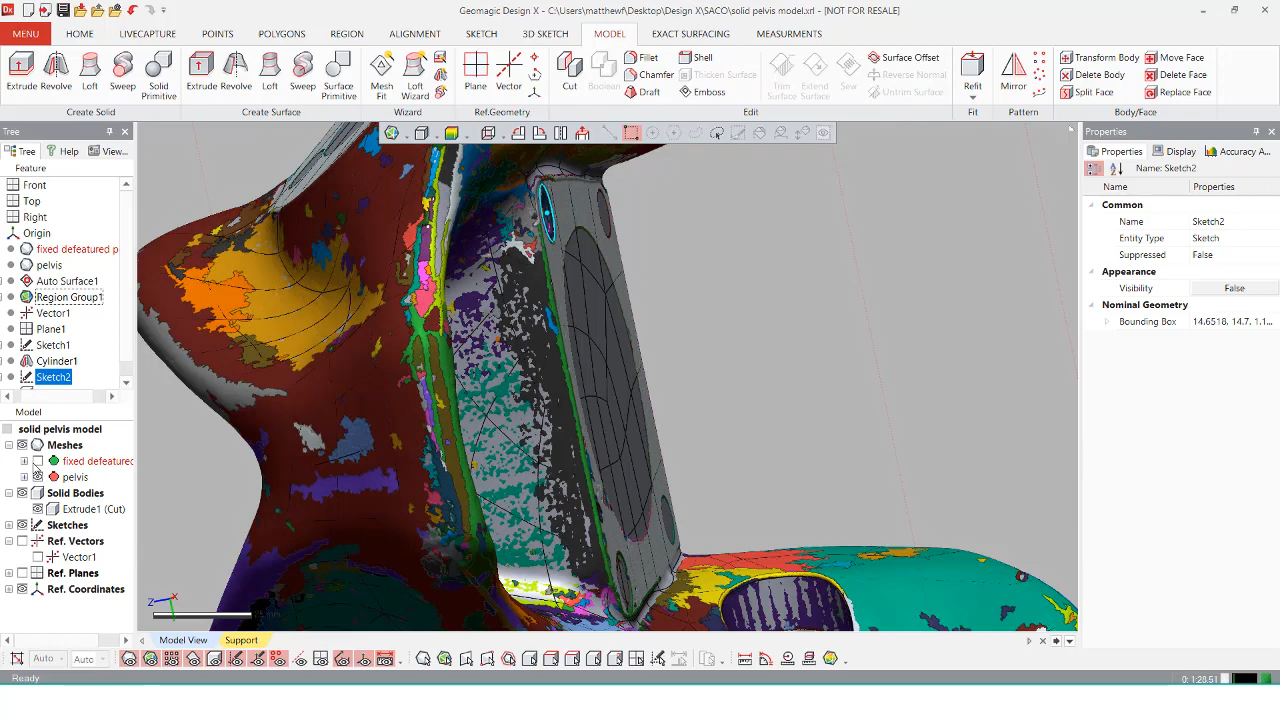 Geomagic Design X - C:\Users\matthewf\Desktop\Design X\SACO\solid pelvis model.xrl - [NOT FOR RESALE]
MENU HOME LIVECAPTURE POINTS POLYGONS REGION ALIGNMENT SKETCH 3D SKETCH MODEL EXACT SURFACING MEASURMENTS
Extrude Revolve Loft Sweep Solid Primitive
Create Solid
Extrude Revolve Loft Sweep Surface Primitive
Create Surface
Mesh Fit Loft Wizard
Wizard
Plane Vector
Ref.Geometry
Cut Boolean
Fillet Shell
Chamfer Thicken Surface
Draft Emboss
Trim Surface Extend Surface Sew
Surface Offset
Reverse Normal
Untrim Surface
Edit
Refit
Fit
Mirror
Pattern
Transform Body Move Face
Delete Body Delete Face
Split Face Replace Face
Body/Face
Tree
Tree Help View...
Feature
Front
Top
Right
Origin
fixed defeatured p
pelvis
Auto Surface1
Region Group1
Vector1
Plane1
Sketch1
Cylinder1
Sketch2
Model
solid pelvis model
Meshes
fixed defeatured
pelvis
Solid Bodies
Extrude1 (Cut)
Sketches
Ref. Vectors
Vector1
Ref. Planes
Ref. Coordinates
Z X
Properties
Properties Display Accuracy A...
Name: Sketch2
Name Property
Common
Name Sketch2
Entity Type Sketch
Suppressed False
Appearance
Visibility False
Nominal Geometry
Bounding Box 14.6518, 14.7, 1.1...
Model View Support
Auto Auto
Ready
0: 1:28.51